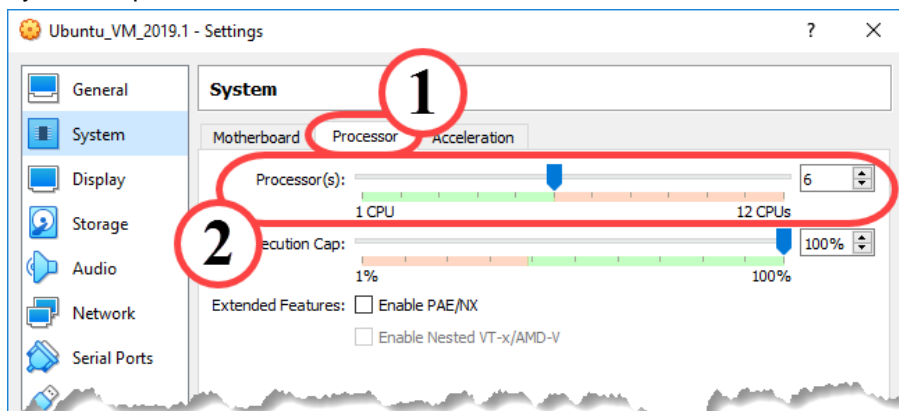 Ubuntu_VM_2019.1 - Settings ? ×
General
System
Display
Storage
Audio
Network
Serial Ports
System
1
Motherboard Processor Acceleration
Processor(s): 6
1 CPU 12 CPUs
2
ecution Cap: 100%
1% 100%
Extended Features: Enable PAE/NX
Enable Nested VT-x/AMD-V